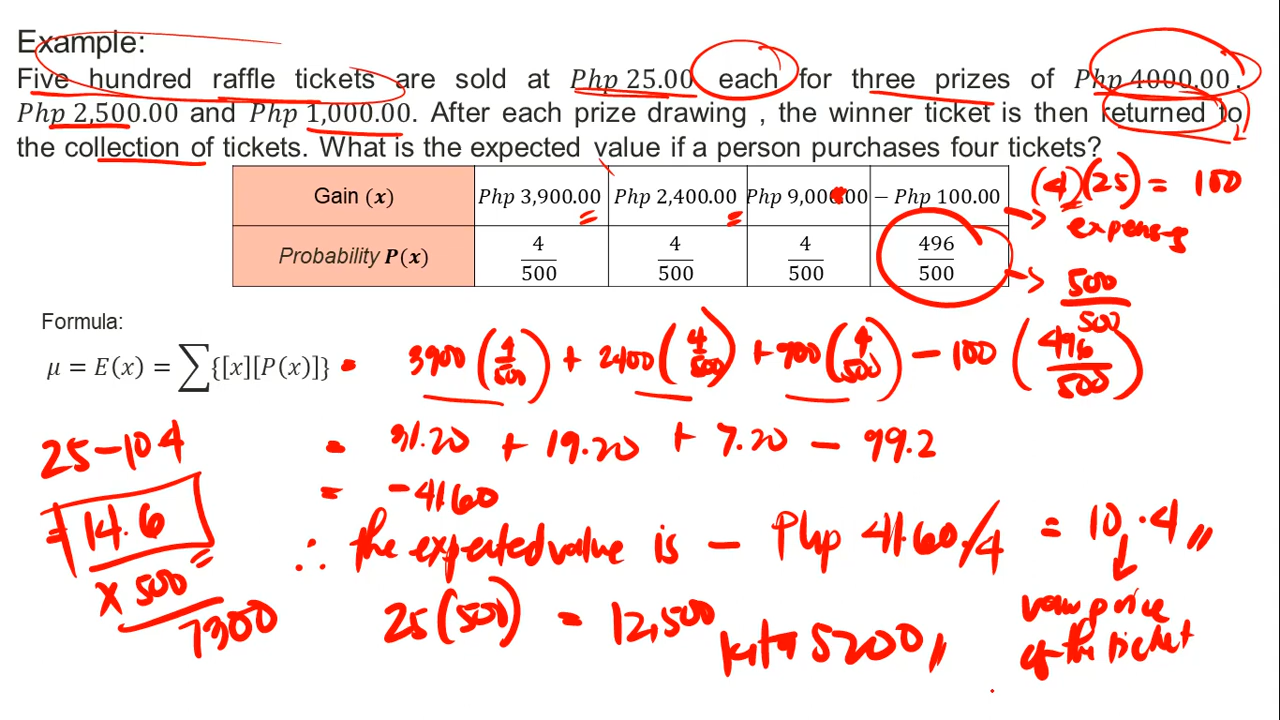 Example:
Five hundred raffle tickets are sold at Php 25.00 each for three prizes of Php 4000.00,
Php 2,500.00 and Php 1,000.00. After each prize drawing , the winner ticket is then returned to
the collection of tickets. What is the expected value if a person purchases four tickets?
Gain (x) Php 3,900.00 Php 2,400.00 Php 9,000.00 − Php 100.00
(4)(25) = 100
expenses
Probability P(x) 4/500 4/500 4/500 496/500
500/500
Formula:
μ = E(x) = ∑{[x][P(x)]} = 3900 (4/500) + 2400 (4/500) + 900 (4/500) − 100 (496/500)
= 31.20 + 19.20 + 7.20 − 99.2
= -41.60
∴ the expected value is − Php 41.60./4 = 10.4,,
25-10.4
= 14.6
x 500
7300
25(500) = 12,500
kita 5200,,
price
of the ticket